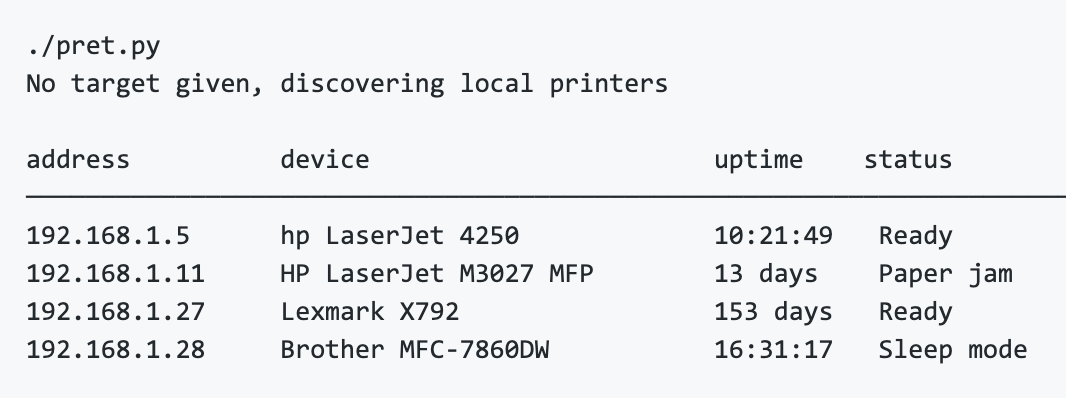 ./pret.py
No target given, discovering local printers
address device uptime status
192.168.1.5 hp LaserJet 4250 10:21:49 Ready
192.168.1.11 HP LaserJet M3027 MFP 13 days Paper jam
192.168.1.27 Lexmark X792 153 days Ready
192.168.1.28 Brother MFC-7860DW 16:31:17 Sleep mode